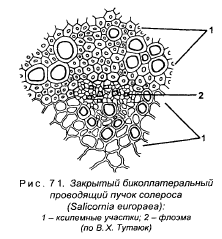 1
2
1
Рис. 71. Закрытый биколлатеральный
проводящий пучок солероса
(Salicornia europaea):
1 – ксилемные участки; 2 – флоэма
(по В. Х. Тутаюк)